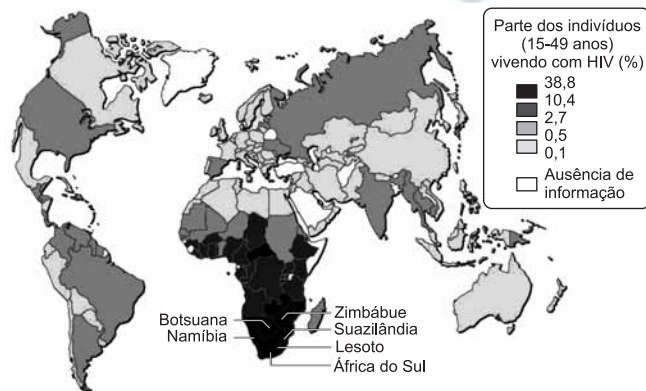 Parte dos indivíduos
(15-49 anos)
vivendo com HIV (%)
38,8
10,4
2,7
0,5
0,1
Ausência de
informação
Botsuana
Namíbia
Zimbábue
Suazilândia
Lesoto
África do Sul